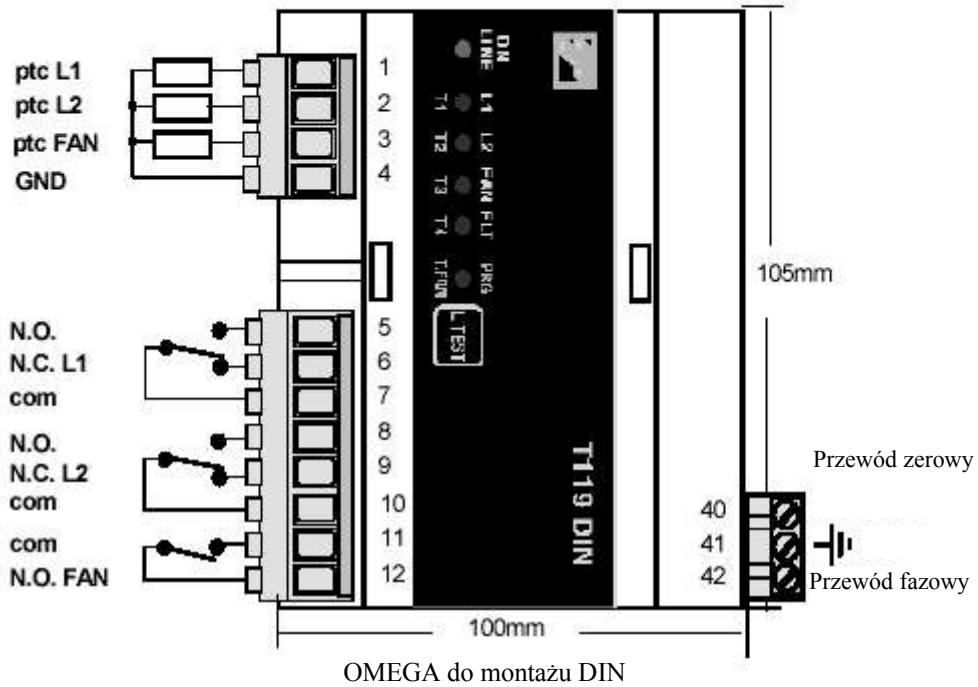 ptc L1
ptc L2
ptc FAN
GND
1
2
3
4
N.O.
N.C. L1
com
N.O.
N.C. L2
com
com
N.O. FAN
5
6
7
8
9
10
11
12
ON LINE
T1 L1
T2 L2
T3 FAN
T4 FLT
T.FUN PRG
L.TEST
T119 DIN
105mm
Przewód zerowy
40
41
42
Przewód fazowy
100mm
OMEGA do montażu DIN